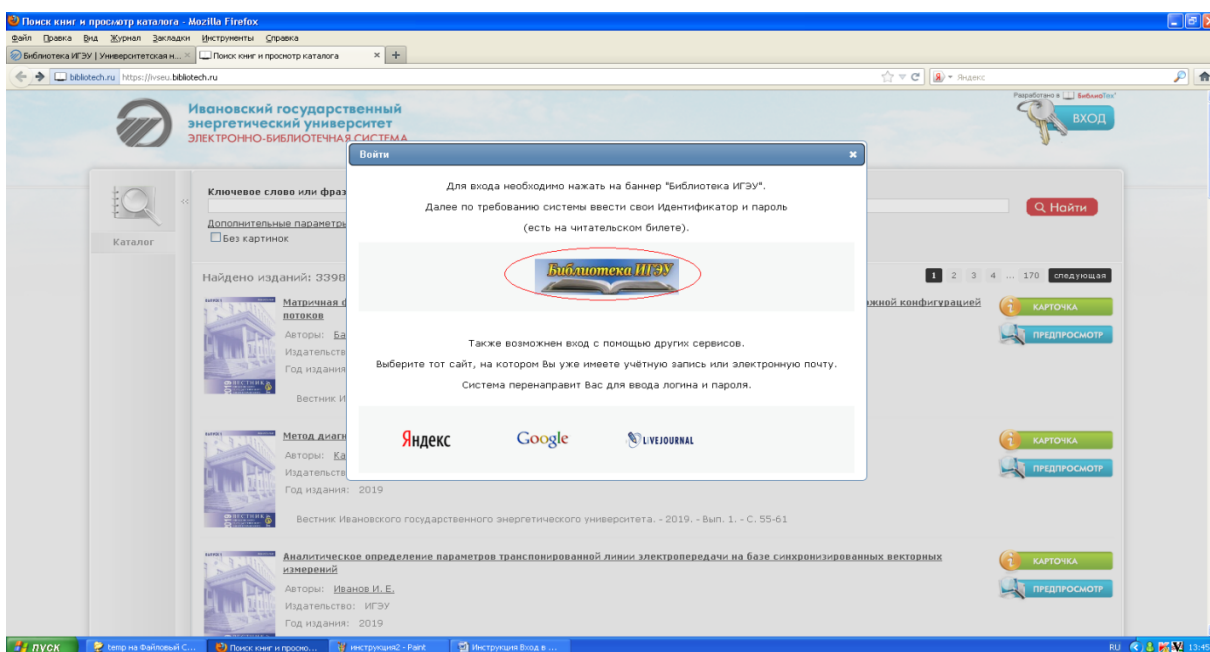 Поиск книг и просмотр каталога - Mozilla Firefox
Файл Правка Вид Журнал Закладки Инструменты Справка
Библиотека ИГЭУ | Университетская н... × Поиск книг и просмотр каталога × +
bibliotech.ru https://ivseu.bibliotech.ru Яндекс
Разработано в БиблиоТех
Ивановский государственный
энергетический университет
ЭЛЕКТРОННО-БИБЛИОТЕЧНАЯ СИСТЕМА
ВХОД
Войти ×
Для входа необходимо нажать на баннер "Библиотека ИГЭУ".
Далее по требованию системы ввести свои Идентификатор и пароль
(есть на читательском билете).
Библиотека ИГЭУ
Также возможнен вход с помощью других сервисов.
Выберите тот сайт, на котором Вы уже имеете учётную запись или электронную почту.
Система перенаправит Вас для ввода логина и пароля.
Яндекс Google LIVEJOURNAL
Каталог
«
Ключевое слово или фраз
Найти
Дополнительные параметры
Без картинок
Найдено изданий: 3398
1 2 3 4 ... 170 следующая
Матричная ф жной конфигурацией
потоков
Авторы: Ба
Издательств
Год издания
Вестник И
КАРТОЧКА
ПРЕДПРОСМОТР
Метод диагн
Авторы: Ка
Издательств
Год издания: 2019
Вестник Ивановского государственного энергетического университета. - 2019. - Вып. 1. - С. 55-61
КАРТОЧКА
ПРЕДПРОСМОТР
Аналитическое определение параметров транспонированной линии электропередачи на базе синхронизированных векторных
измерений
Авторы: Иванов И. Е.
Издательство: ИГЭУ
Год издания: 2019
КАРТОЧКА
ПРЕДПРОСМОТР
пуск temp на Файловый С... Поиск книг и просмо... инструкция2 - Paint Инструкция Вход в ... RU 13:45